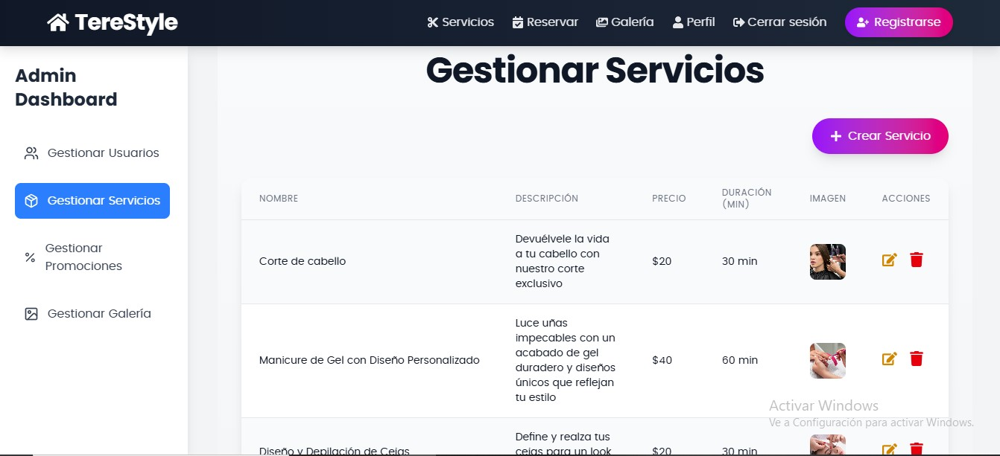 TereStyle
Servicios
Reservar
Galería
Perfil
Cerrar sesión
Registrarse
Admin
Dashboard
Gestionar Usuarios
Gestionar Servicios
Gestionar
Promociones
Gestionar Galería
Gestionar Servicios
+ Crear Servicio
NOMBRE
DESCRIPCIÓN
PRECIO
DURACIÓN
(MIN)
IMAGEN
ACCIONES
Corte de cabello
Devuélvele la vida
a tu cabello con
nuestro corte
exclusivo
$20
30 min
Manicure de Gel con Diseño Personalizado
Luce uñas
impecables con un
acabado de gel
duradero y diseños
únicos que reflejan
tu estilo
$40
60 min
Diseño y Depilación de Cejas
Define y realza tus
cejas para un look
$20
30 min
Activar Windows
Ve a Configuración para activar Windows.